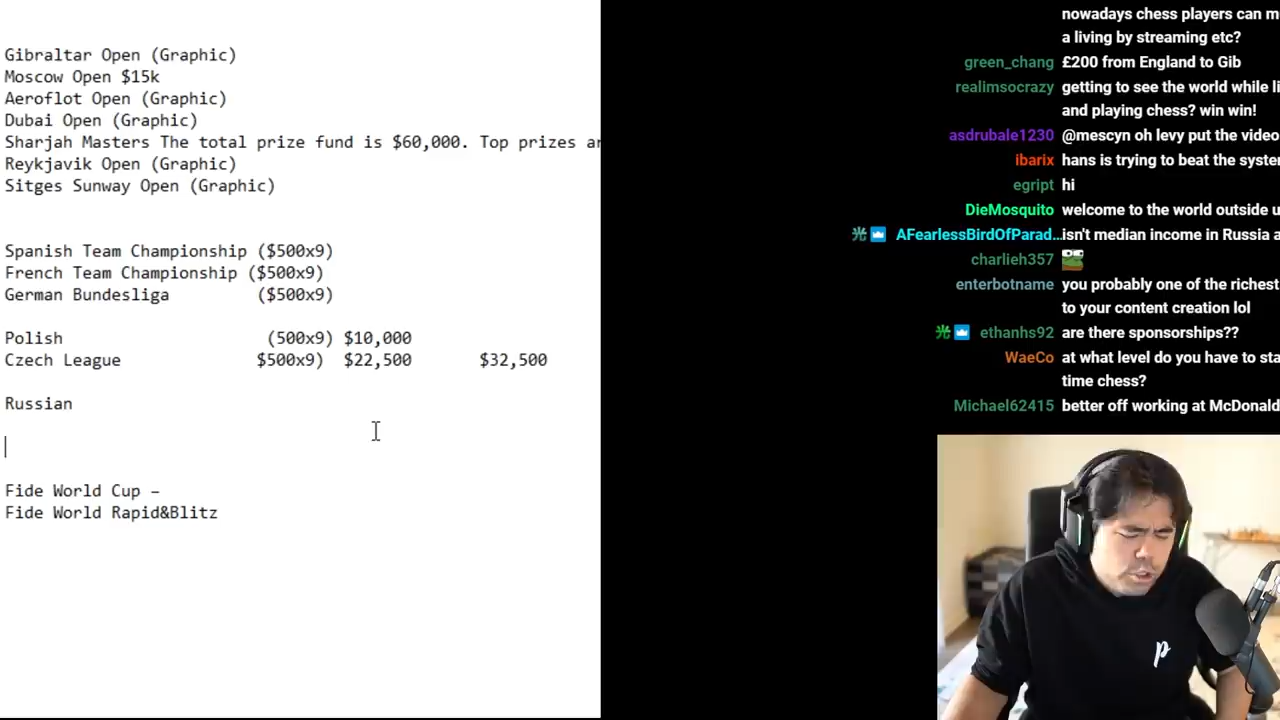 Gibraltar Open (Graphic)
Moscow Open $15k
Aeroflot Open (Graphic)
Dubai Open (Graphic)
Sharjah Masters The total prize fund is $60,000. Top prizes
Reykjavik Open (Graphic)
Sitges Sunway Open (Graphic)
Spanish Team Championship ($500x9)
French Team Championship ($500x9)
German Bundesliga ($500x9)
Polish (500x9) $10,000
Czech League $500x9) $22,500 $32,500
Russian
Fide World Cup –
Fide World Rapid&Blitz
nowadays chess players can
a living by streaming etc?
green_chang £200 from England to Gib
realimsocrazy getting to see the world while
and playing chess? win win!
asdrubale1230 @mescyn oh levy put the video
ibarix hans is trying to beat the
egript hi
DieMosquito welcome to the world outside
光 AFearlessBirdOfParad… isn't median income in Russia
charlieh357
enterbotname you probably one of the richest
to your content creation lol
光 ethanhs92 are there sponsorships??
WaeCo at what level do you have to
time chess?
Michael62415 better off working at
p